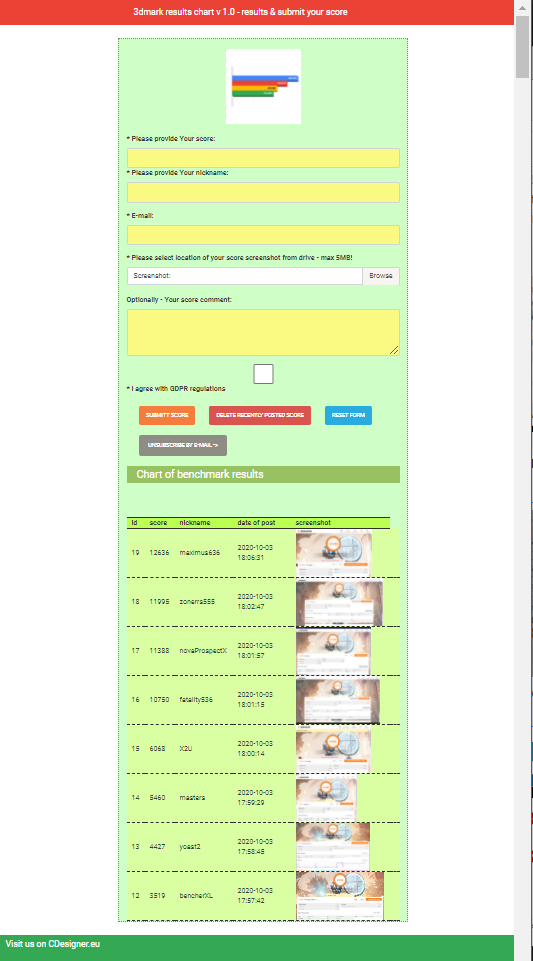 3dmark results chart v 1.0 - results & submit your score
* Please provide Your score:
* Please provide Your nickname:
* E-mail:
* Please select location of your score screenshot from drive - max 5MB!
Screenshot:
Browse
Optionally - Your score comment:
* I agree with GDPR regulations
SUBMITT SCORE
DELETE RECENTLY POSTED SCORE
RESET FORM
UNSUBSCRIBE BY E-MAIL ->
Chart of benchmark results
id score nickname date of post screenshot
19 12636 maximus636 2020-10-03
18:06:31
18 11995 zonerrs555 2020-10-03
18:02:47
17 11388 novaProspectX 2020-10-03
18:01:57
16 10750 fatality536 2020-10-03
18:01:15
15 6068 X2U 2020-10-03
18:00:14
14 5460 masters 2020-10-03
17:59:29
13 4427 yoast2 2020-10-03
17:58:45
12 3519 bencherXL 2020-10-03
17:57:42
Visit us on CDesigner.eu